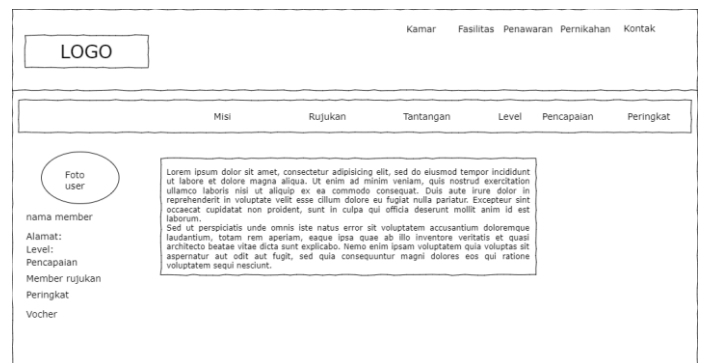 Kamar Fasilitas Penawaran Pernikahan Kontak
LOGO
Misi Rujukan Tantangan Level Pencapaian Peringkat
Foto
user
nama member
Alamat:
Level:
Pencapaian
Member rujukan
Peringkat
Vocher
Lorem ipsum dolor sit amet, consectetur adipisicing elit, sed do eiusmod tempor incididunt
ut labore et dolore magna aliqua. Ut enim ad minim veniam, quis nostrud exercitation
ullamco laboris nisi ut aliquip ex ea commodo consequat. Duis aute irure dolor in
reprehenderit in voluptate velit esse cillum dolore eu fugiat nulla pariatur. Excepteur sint
occaecat cupidatat non proident, sunt in culpa qui officia deserunt mollit anim id est
laborum.
Sed ut perspiciatis unde omnis iste natus error sit voluptatem accusantium doloremque
laudantium, totam rem aperiam, eaque ipsa quae ab illo inventore veritatis et quasi
architecto beatae vitae dicta sunt explicabo. Nemo enim ipsam voluptatem quia voluptas sit
aspernatur aut odit aut fugit, sed quia consequuntur magni dolores eos qui ratione
voluptatem sequi nesciunt.